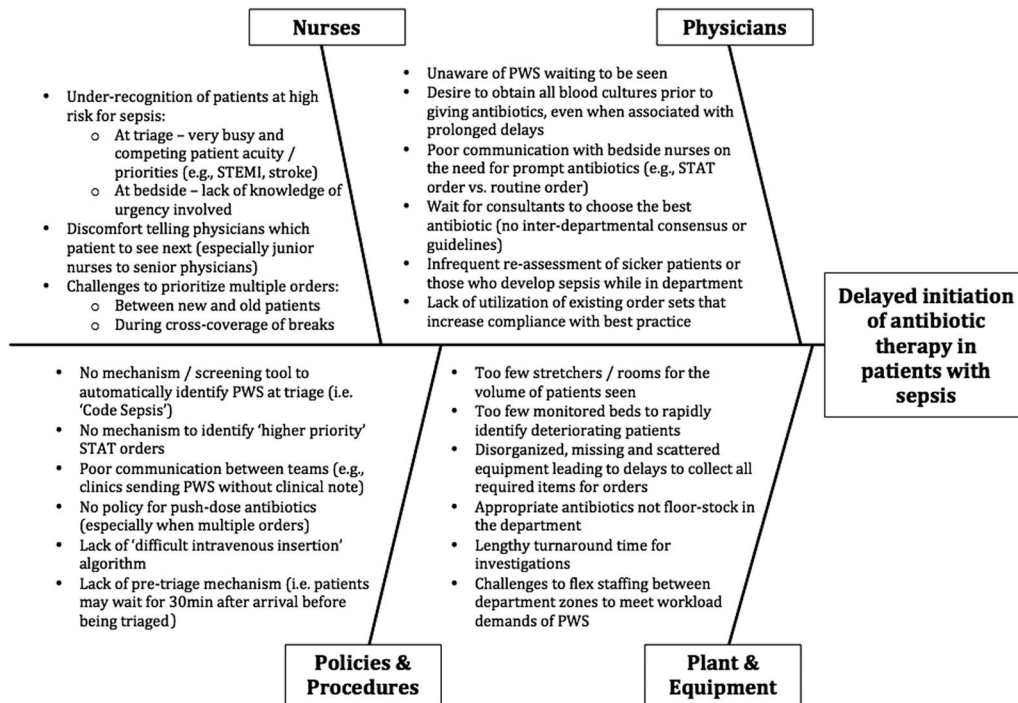 Nurses
Physicians
• Under-recognition of patients at high
risk for sepsis:
o At triage – very busy and
competing patient acuity /
priorities (e.g., STEMI, stroke)
o At bedside – lack of knowledge of
urgency involved
• Discomfort telling physicians which
patient to see next (especially junior
nurses to senior physicians)
• Challenges to prioritize multiple orders:
o Between new and old patients
o During cross-coverage of breaks
• Unaware of PWS waiting to be seen
• Desire to obtain all blood cultures prior to
giving antibiotics, even when associated with
prolonged delays
• Poor communication with bedside nurses on
the need for prompt antibiotics (e.g., STAT
order vs. routine order)
• Wait for consultants to choose the best
antibiotic (no inter-departmental consensus or
guidelines)
• Infrequent re-assessment of sicker patients or
those who develop sepsis while in department
• Lack of utilization of existing order sets that
increase compliance with best practice
Delayed initiation
of antibiotic
therapy in
patients with
sepsis
• No mechanism / screening tool to
automatically identify PWS at triage (i.e.
‘Code Sepsis’)
• No mechanism to identify ‘higher priority’
STAT orders
• Poor communication between teams (e.g.,
clinics sending PWS without clinical note)
• No policy for push-dose antibiotics
(especially when multiple orders)
• Lack of ‘difficult intravenous insertion’
algorithm
• Lack of pre-triage mechanism (i.e. patients
may wait for 30min after arrival before
being triaged)
• Too few stretchers / rooms for the
volume of patients seen
• Too few monitored beds to rapidly
identify deteriorating patients
• Disorganized, missing and scattered
equipment leading to delays to collect all
required items for orders
• Appropriate antibiotics not floor-stock in
the department
• Lengthy turnaround time for
investigations
• Challenges to flex staffing between
department zones to meet workload
demands of PWS
Policies &
Procedures
Plant &
Equipment